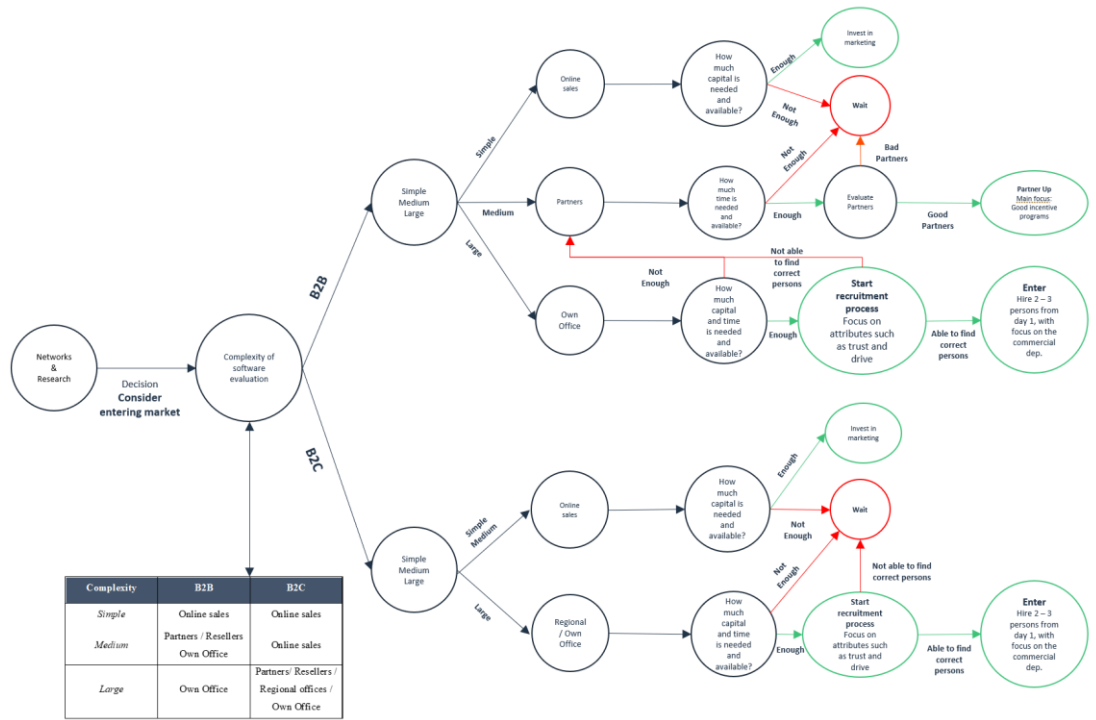 Networks
&
Research
Decision
Consider
entering market
Complexity of
software
evaluation
B2B
B2C
Simple
Medium
Large
Simple
Medium
Large
Online
sales
Partners
Own
Office
How
much
capital is
needed
and
available?
Enough
Not
Enough
Invest in
marketing
Wait
How
much
time is
needed
and
available?
Not
Enough
Enough
Evaluate
Partners
Bad
Partners
Good
Partners
Partner Up
Main focus:
Good incentive
programs
How
much
capital
and time
is needed
and
available?
Not
Enough
Enough
Not able
to find
correct
persons
Start
recruitment
process
Focus on
attributes such
as trust and
drive
Able to find
correct
persons
Enter
Hire 2 – 3
persons from
day 1, with
focus on the
commercial
dep.
Simple
Medium
Large
Simple
Medium
Large
Online
sales
Regional
/ Own
Office
How
much
capital is
needed
and
available?
Enough
Not
Enough
Invest in
marketing
Wait
How
much
capital
and time
is needed
and
available?
Not
Enough
Enough
Not able to find
correct persons
Start
recruitment
process
Focus on
attributes such
as trust and
drive
Able to find
correct
persons
Enter
Hire 2 – 3
persons from
day 1, with
focus on the
commercial
dep.
Complexity B2B B2C
Simple Online sales Online sales
Medium Partners / Resellers Own Office Online sales
Large Own Office Partners/ Resellers / Regional offices / Own Office